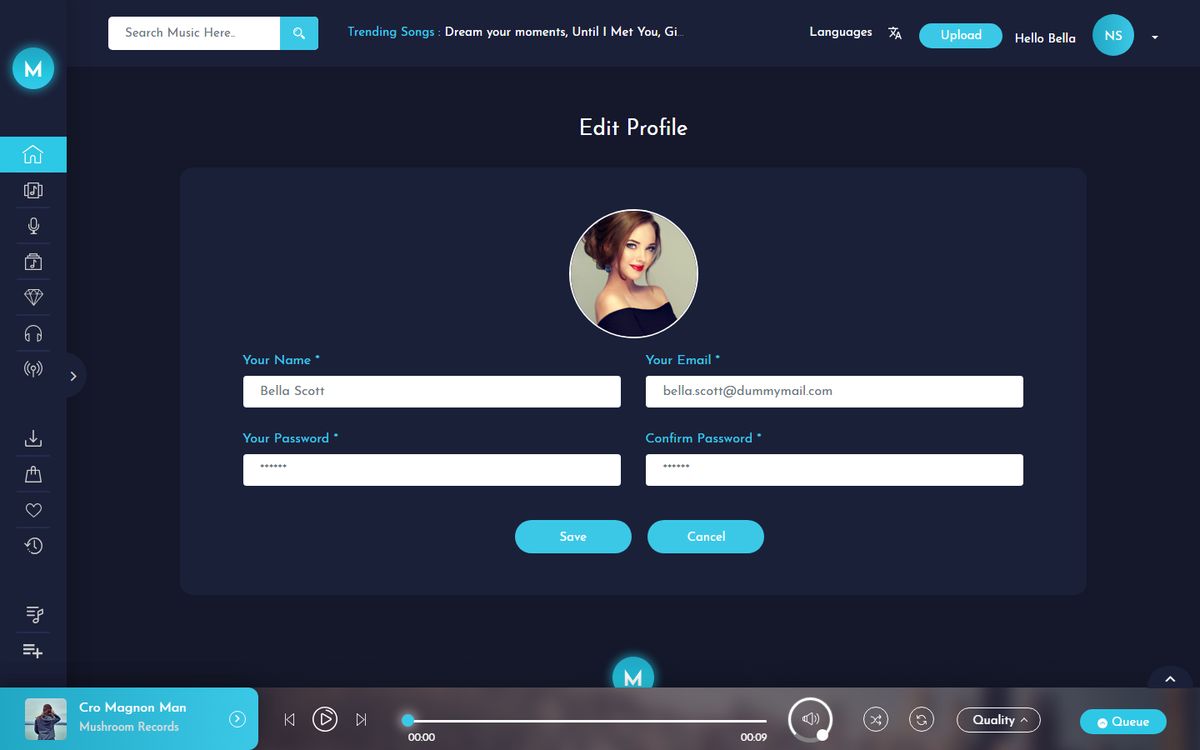 Search Music Here..
Trending Songs : Dream your moments, Until I Met You, Gi...
Languages
Upload
Hello Bella
NS
M
Edit Profile
Your Name *
Your Email *
Bella Scott
bella.scott@dummymail.com
Your Password *
Confirm Password *
******
******
Save
Cancel
M
Cro Magnon Man
Mushroom Records
00:00
00:09
Quality
Queue